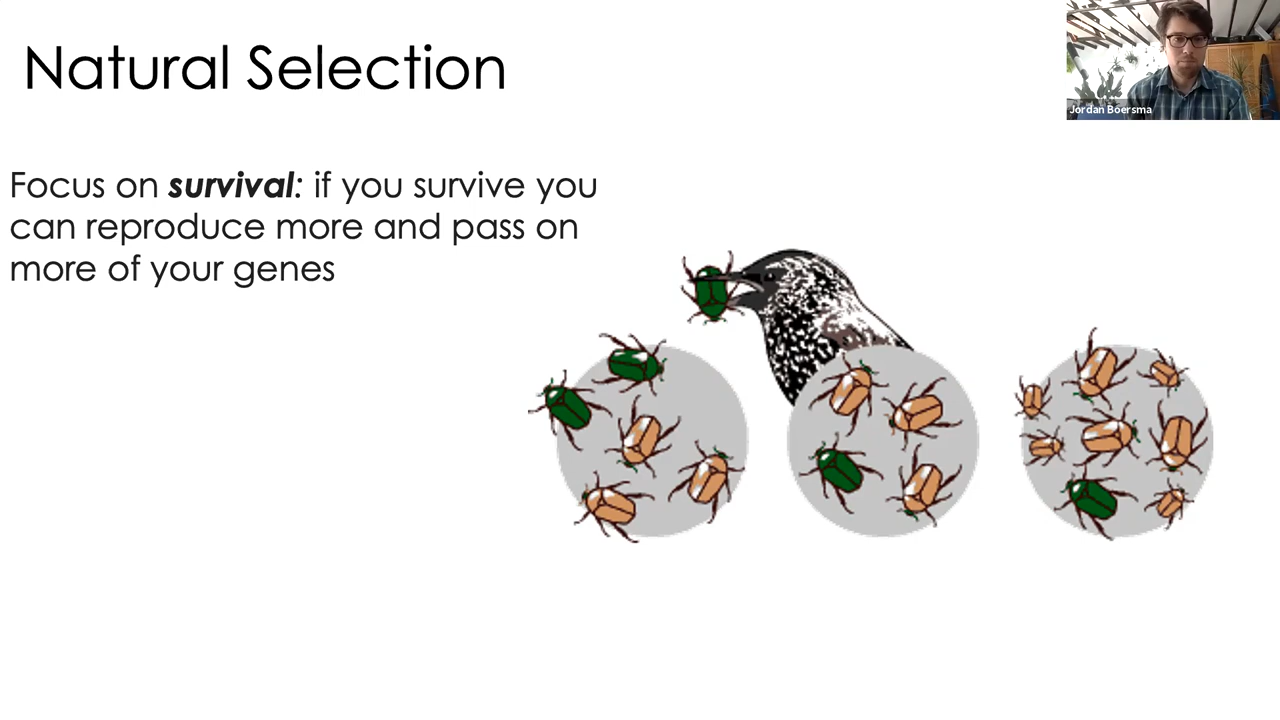 Natural Selection
Jordan Boersma
Focus on survival: if you survive you
can reproduce more and pass on
more of your genes